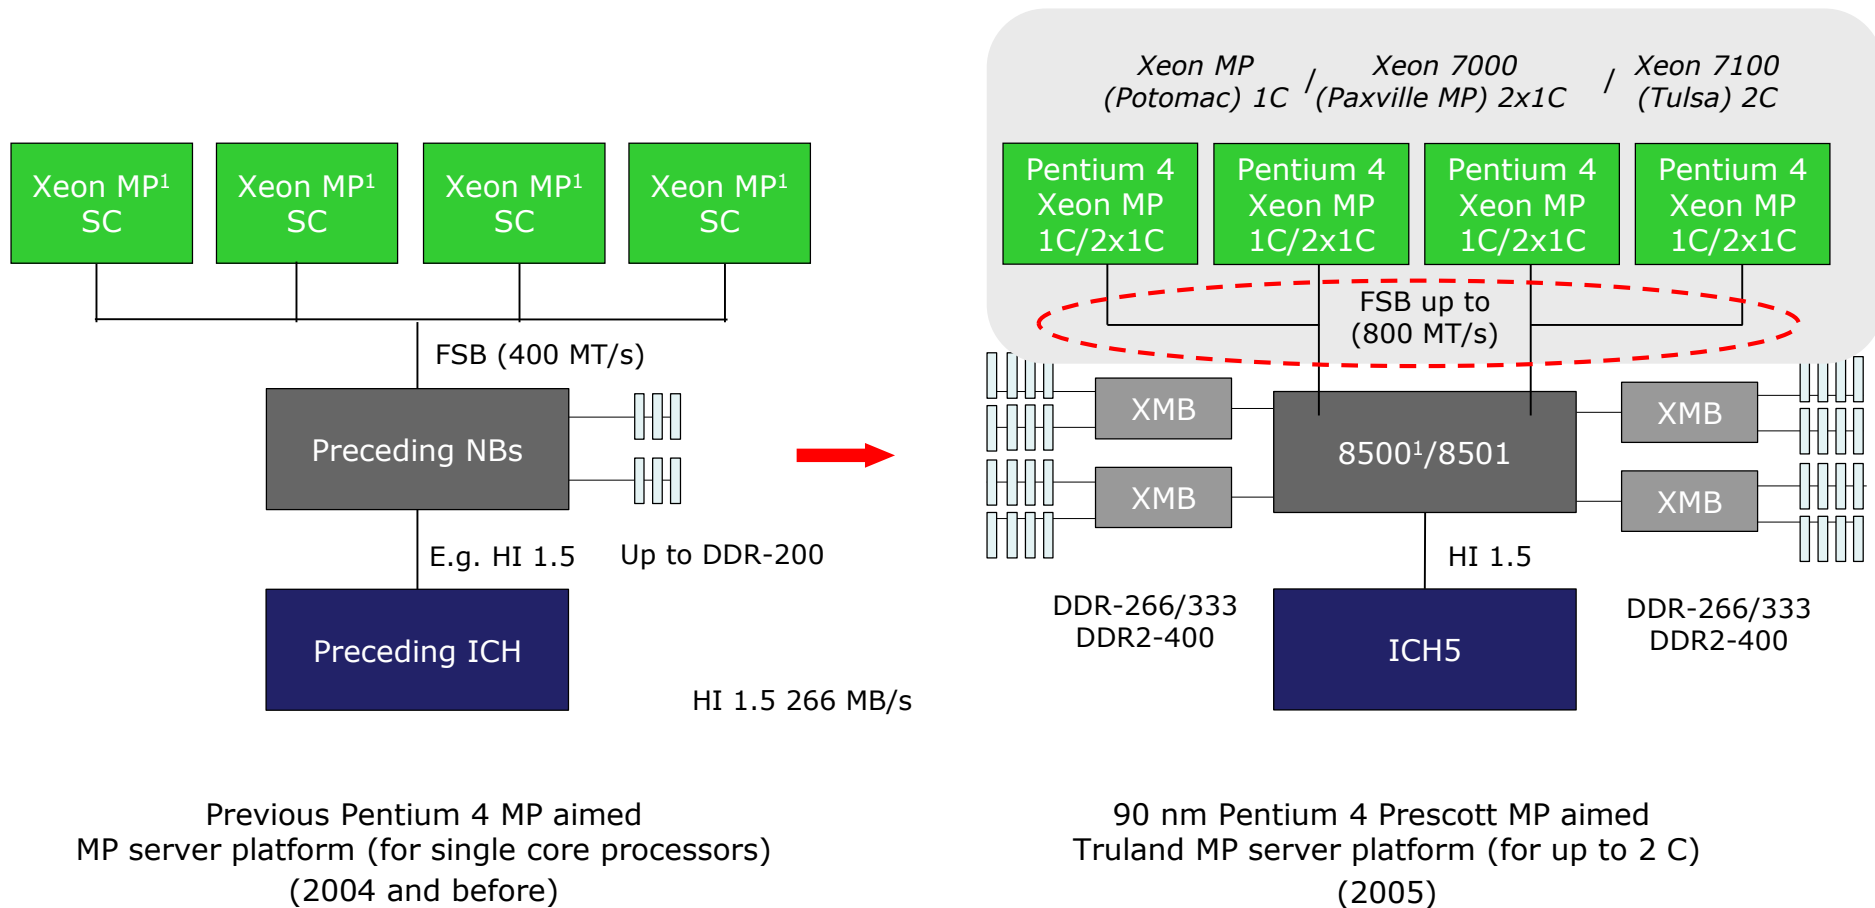 Xeon MP / Xeon 7000 / Xeon 7100
(Potomac) 1C (Paxville MP) 2x1C (Tulsa) 2C
Xeon MP¹
SC
Xeon MP¹
SC
Xeon MP¹
SC
Xeon MP¹
SC
FSB (400 MT/s)
Preceding NBs
E.g. HI 1.5
Up to DDR-200
Preceding ICH
HI 1.5 266 MB/s
Previous Pentium 4 MP aimed
MP server platform (for single core processors)
(2004 and before)
Pentium 4
Xeon MP
1C/2x1C
Pentium 4
Xeon MP
1C/2x1C
Pentium 4
Xeon MP
1C/2x1C
Pentium 4
Xeon MP
1C/2x1C
FSB up to
(800 MT/s)
XMB
XMB
8500¹/8501
XMB
XMB
HI 1.5
DDR-266/333
DDR2-400
ICH5
DDR-266/333
DDR2-400
90 nm Pentium 4 Prescott MP aimed
Truland MP server platform (for up to 2 C)
(2005)